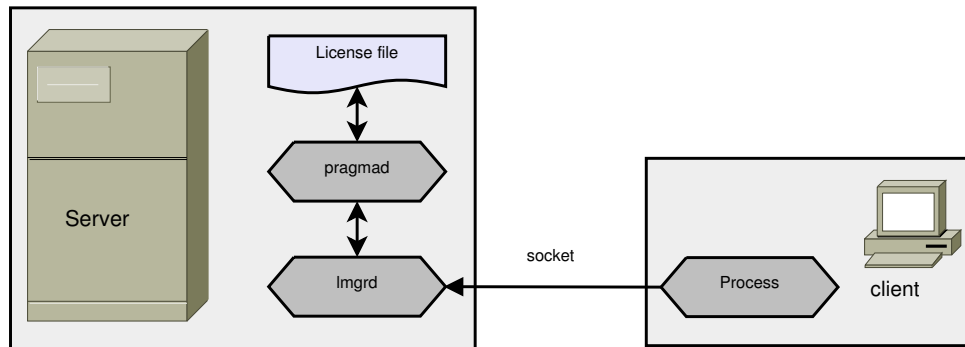 License file
pragmad
Server
lmgrd
socket
Process
client